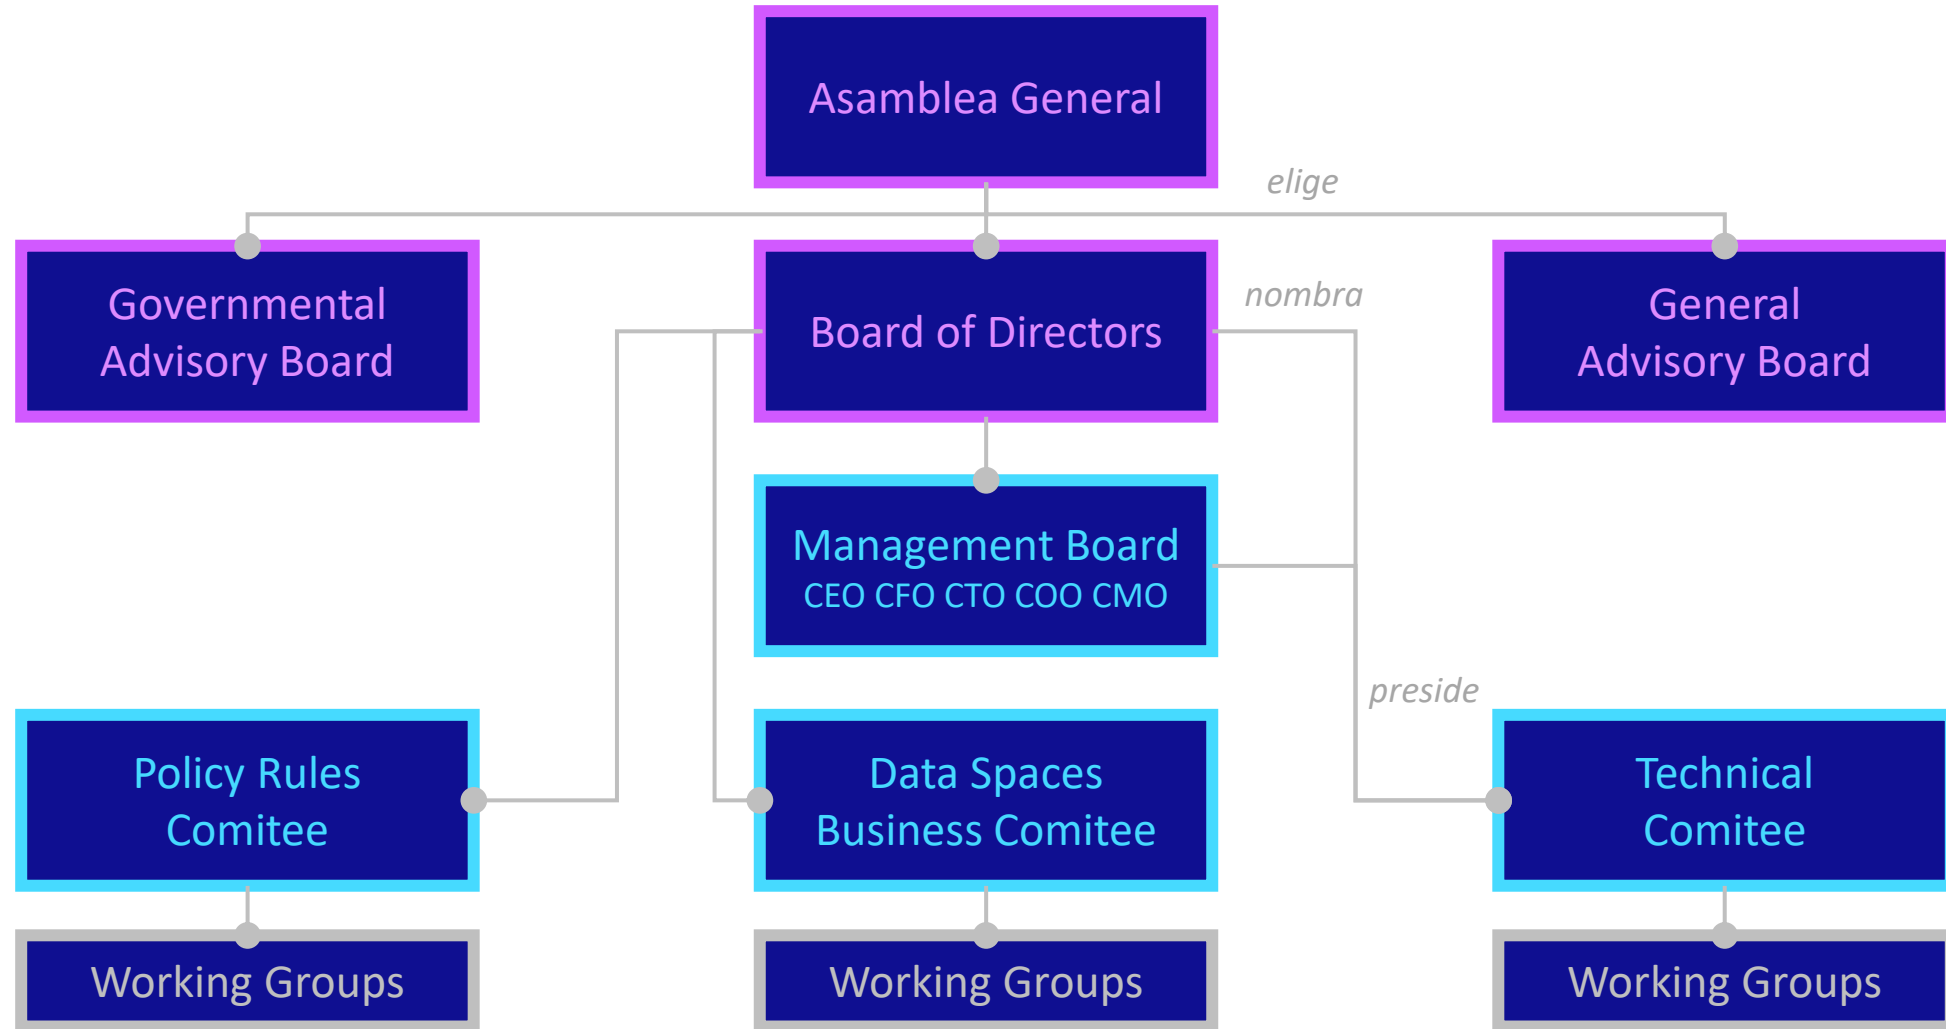 Asamblea General
elige
Governmental
Advisory Board
Board of Directors
nombra
General
Advisory Board
Management Board
CEO CFO CTO COO CMO
preside
Policy Rules
Comitee
Data Spaces
Business Comitee
Technical
Comitee
Working Groups
Working Groups
Working Groups